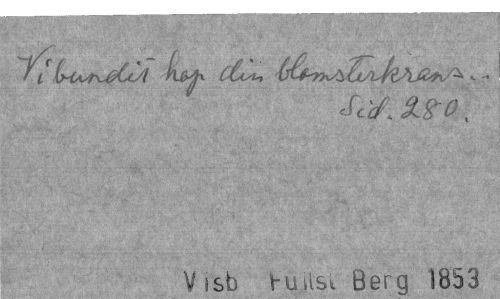 Vi bundit hop din blomsterkrans...
Sid. 280.
Visb Fullst Berg 1853